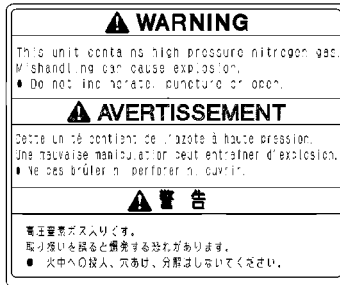 WARNING
This unit contains high pressure nitrogen gas.
Mishandling can cause explosion.
● Do not incinerate, puncture or open.
AVERTISSEMENT
Cette unité contient de l'azote à haute pression.
Une mauvaise manipulation peut entraîner d'explosion.
● Ne pas brûler ni perforer ni ouvrir.
警告
高圧窒素ガス入りです。
取り扱いを誤ると爆発する恐れがあります。
● 火中への投入、穴あけ、分解はしないでください。